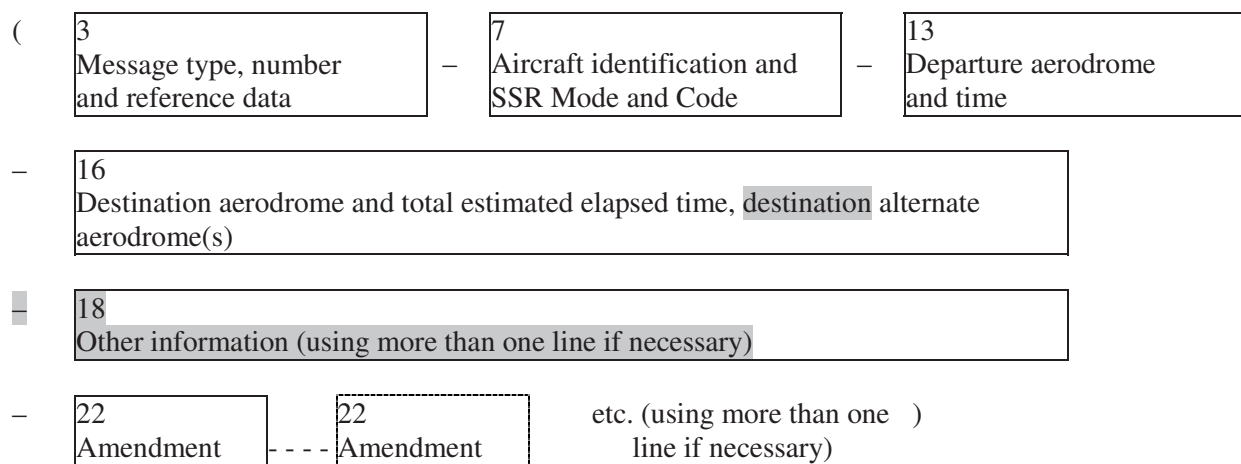 ( 3 7 13
Message type, number – Aircraft identification and – Departure aerodrome
and reference data SSR Mode and Code and time
– 16
Destination aerodrome and total estimated elapsed time, destination alternate
aerodrome(s)
– 18
Other information (using more than one line if necessary)
– 22 22 etc. (using more than one )
Amendment - - - - Amendment line if necessary)